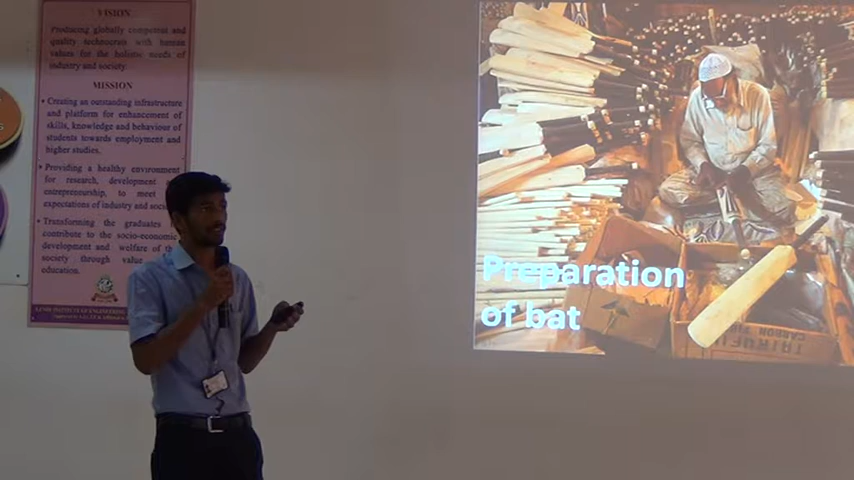 VISION
Producing globally competent and
quality technocrats with human
values for the holistic needs of
industry and society.
MISSION
Creating an outstanding infrastructure
and platform for enhancement of
skills, knowledge and behaviour of
students towards employment and
higher studies.
Providing a healthy environment
for research, development and
entrepreneurship, to meet
expectations of industry and
Transforming the graduates
contribute to the socio-economic
development and welfare of the
society through value
education.
Preparation
of bat